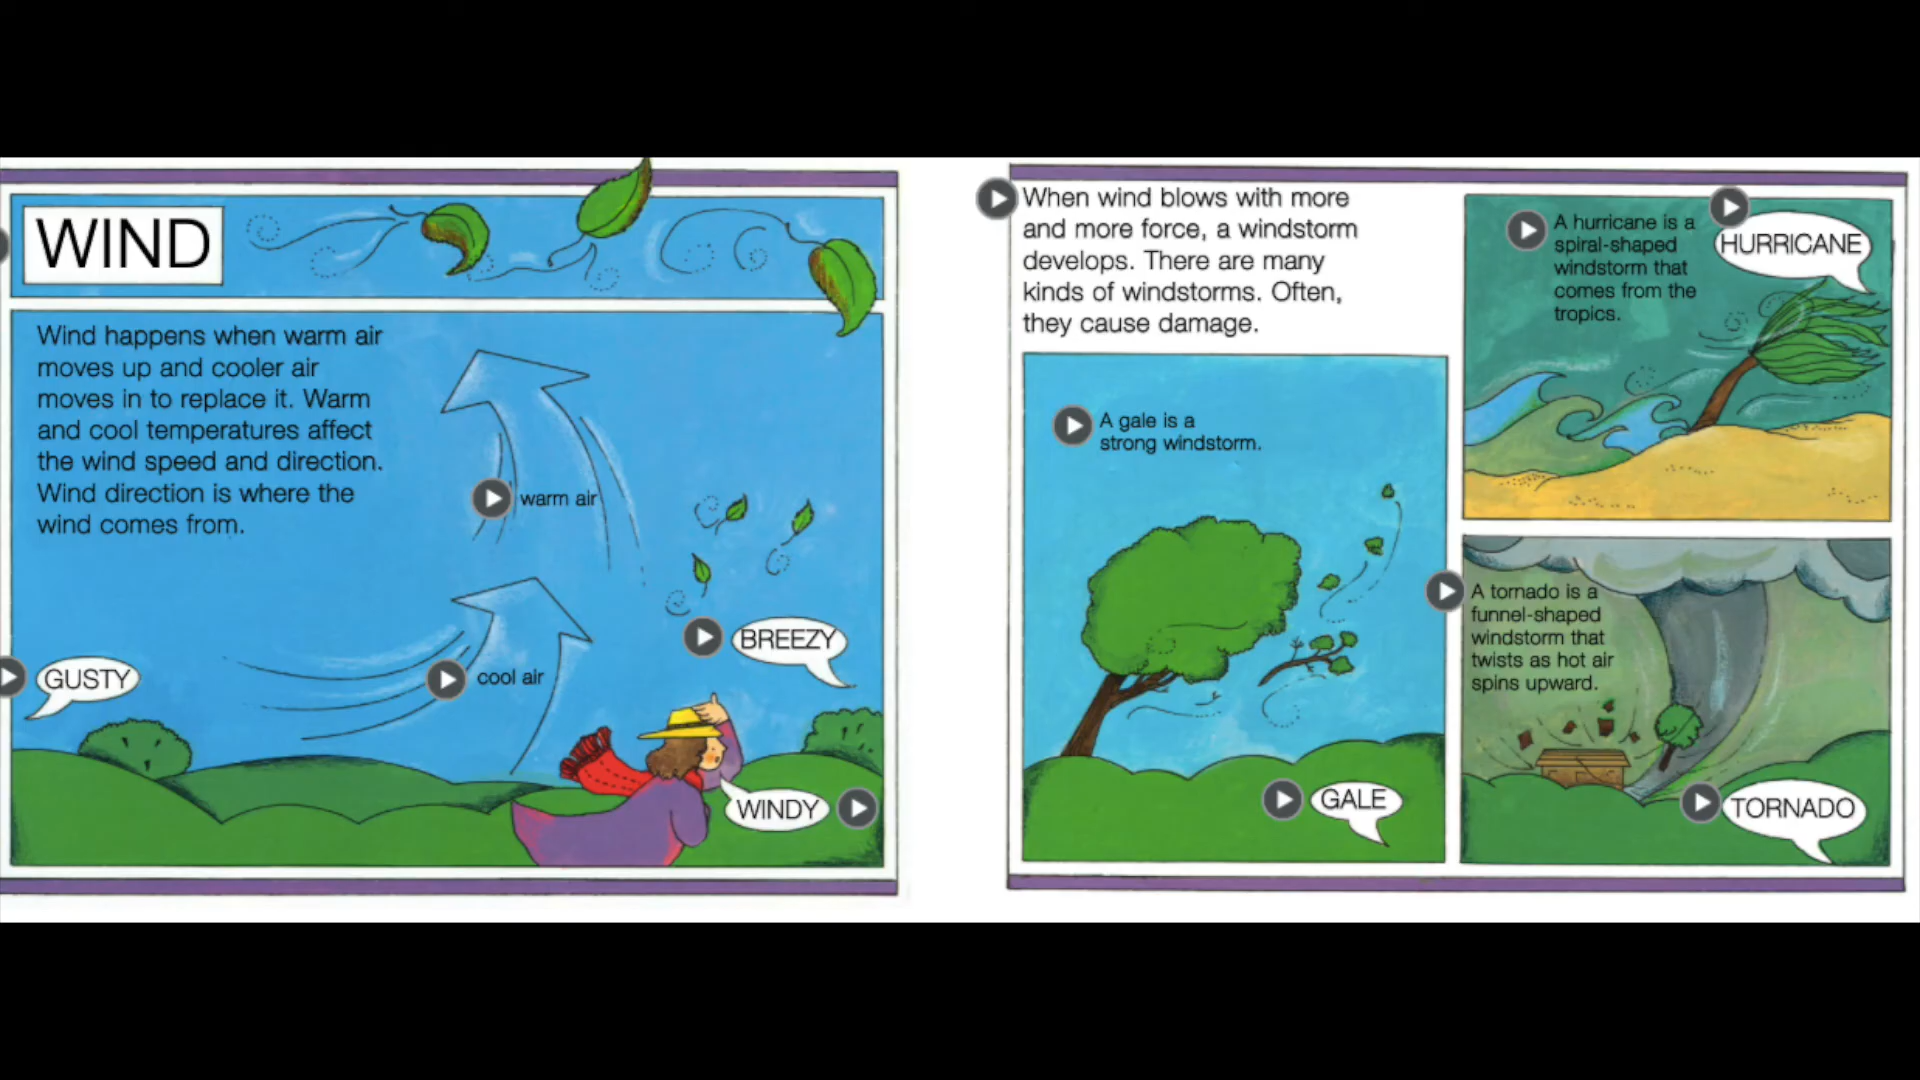 WIND
Wind happens when warm air
moves up and cooler air
moves in to replace it. Warm
and cool temperatures affect
the wind speed and direction.
Wind direction is where the
wind comes from.
warm air
cool air
GUSTY
BREEZY
WINDY
When wind blows with more
and more force, a windstorm
develops. There are many
kinds of windstorms. Often,
they cause damage.
A gale is a
strong windstorm.
GALE
A hurricane is a
spiral-shaped
windstorm that
comes from the
tropics.
HURRICANE
A tornado is a
funnel-shaped
windstorm that
twists as hot air
spins upward.
TORNADO